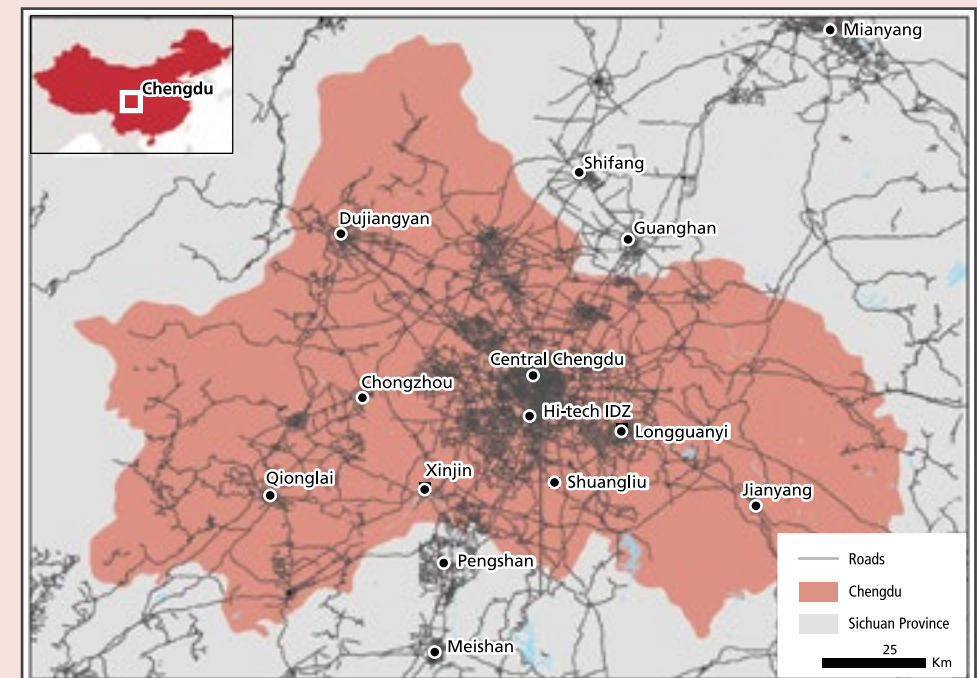 Mianyang
Chengdu
Shifang
Dujiangyan
Guanghan
Central Chengdu
Chongzhou
Hi-tech IDZ
Longguanyi
Xinjin
Qionglai
Shuangliu
Jianyang
Pengshan
Meishan
Roads
Chengdu
Sichuan Province
25
Km